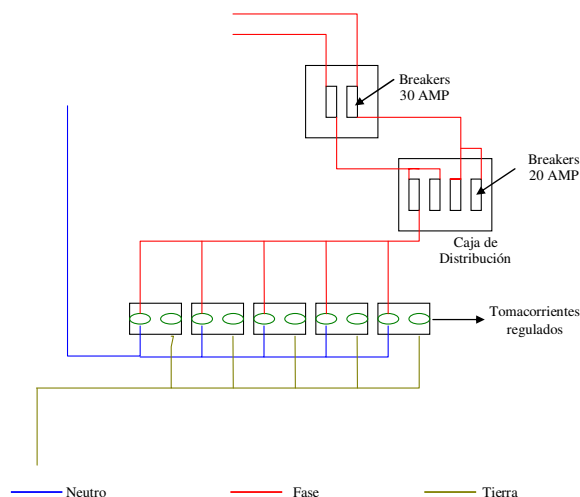 Breakers
30 AMP
Breakers
20 AMP
Caja de
Distribución
Tomacorrientes
regulados
Neutro
Fase
Tierra